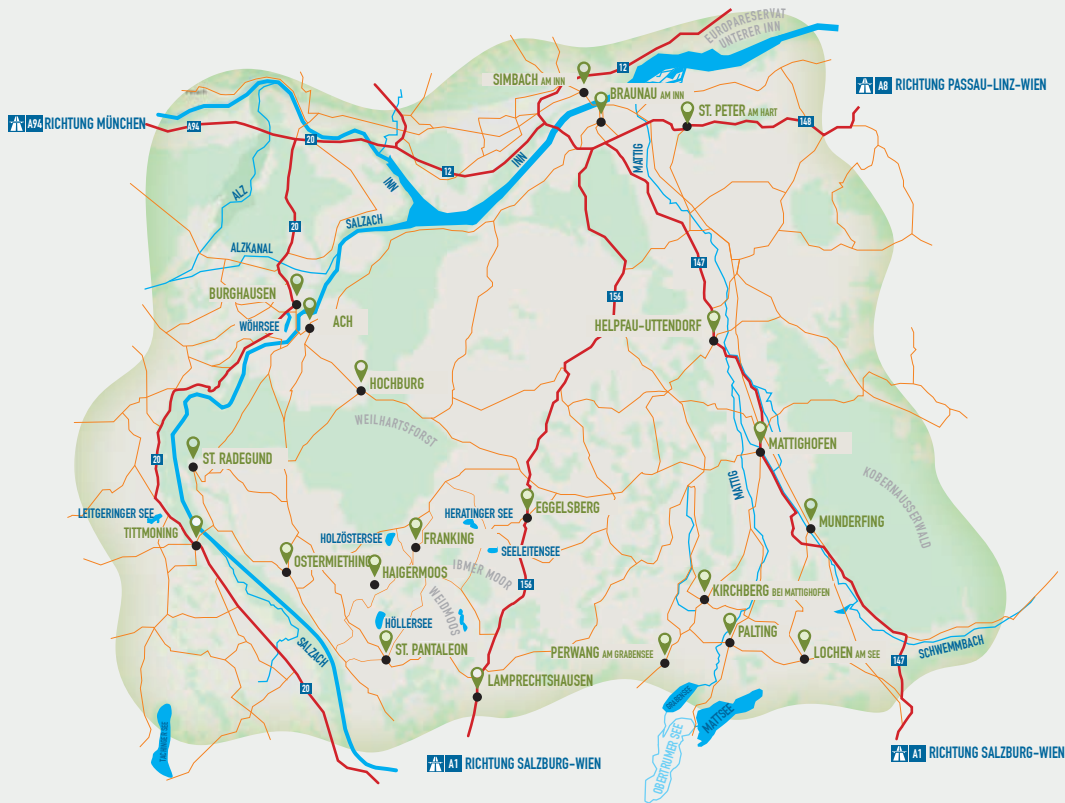 EUROPARESERVAT
UNTERER INN
12
SIMBACH AM INN
BRAUNAU AM INN
A8 RICHTUNG PASSAU-LINZ-WIEN
ST. PETER AM HART
148
A94 RICHTUNG MÜNCHEN
A94
20
12
INN
INN
MATTIG
ALZ
SALZACH
20
ALZKANAL
147
156
BURGHAUSEN
ACH
WÖHRSEE
HELPFAU-UTTENDORF
HOCHBURG
WEILHARTSFORST
MATTIGHOFEN
ST. RADEGUND
20
MATTIG
KOBERNAUSSERWALD
LEITGERINGER SEE
TITTMONING
HERATINGER SEE
EGGELSBERG
MUNDERFING
HOLZÖSTERSEE
FRANKING
SEELEITENSEE
OSTERMIETHING
HAIGERMOOS
IBMER MOOR
156
WEIDMOOS
KIRCHBERG BEI MATTIGHOFEN
HÖLLERSEE
PALTING
ST. PANTALEON
PERWANG AM GRABENSEE
LOCHEN AM SEE
SALZACH
SCHWEMMBACH
147
LAMPRECHTSHAUSEN
20
GRABENSEE
MATTSEE
OBERTRUMER SEE
TACHINGER SEE
A1 RICHTUNG SALZBURG-WIEN
A1 RICHTUNG SALZBURG-WIEN